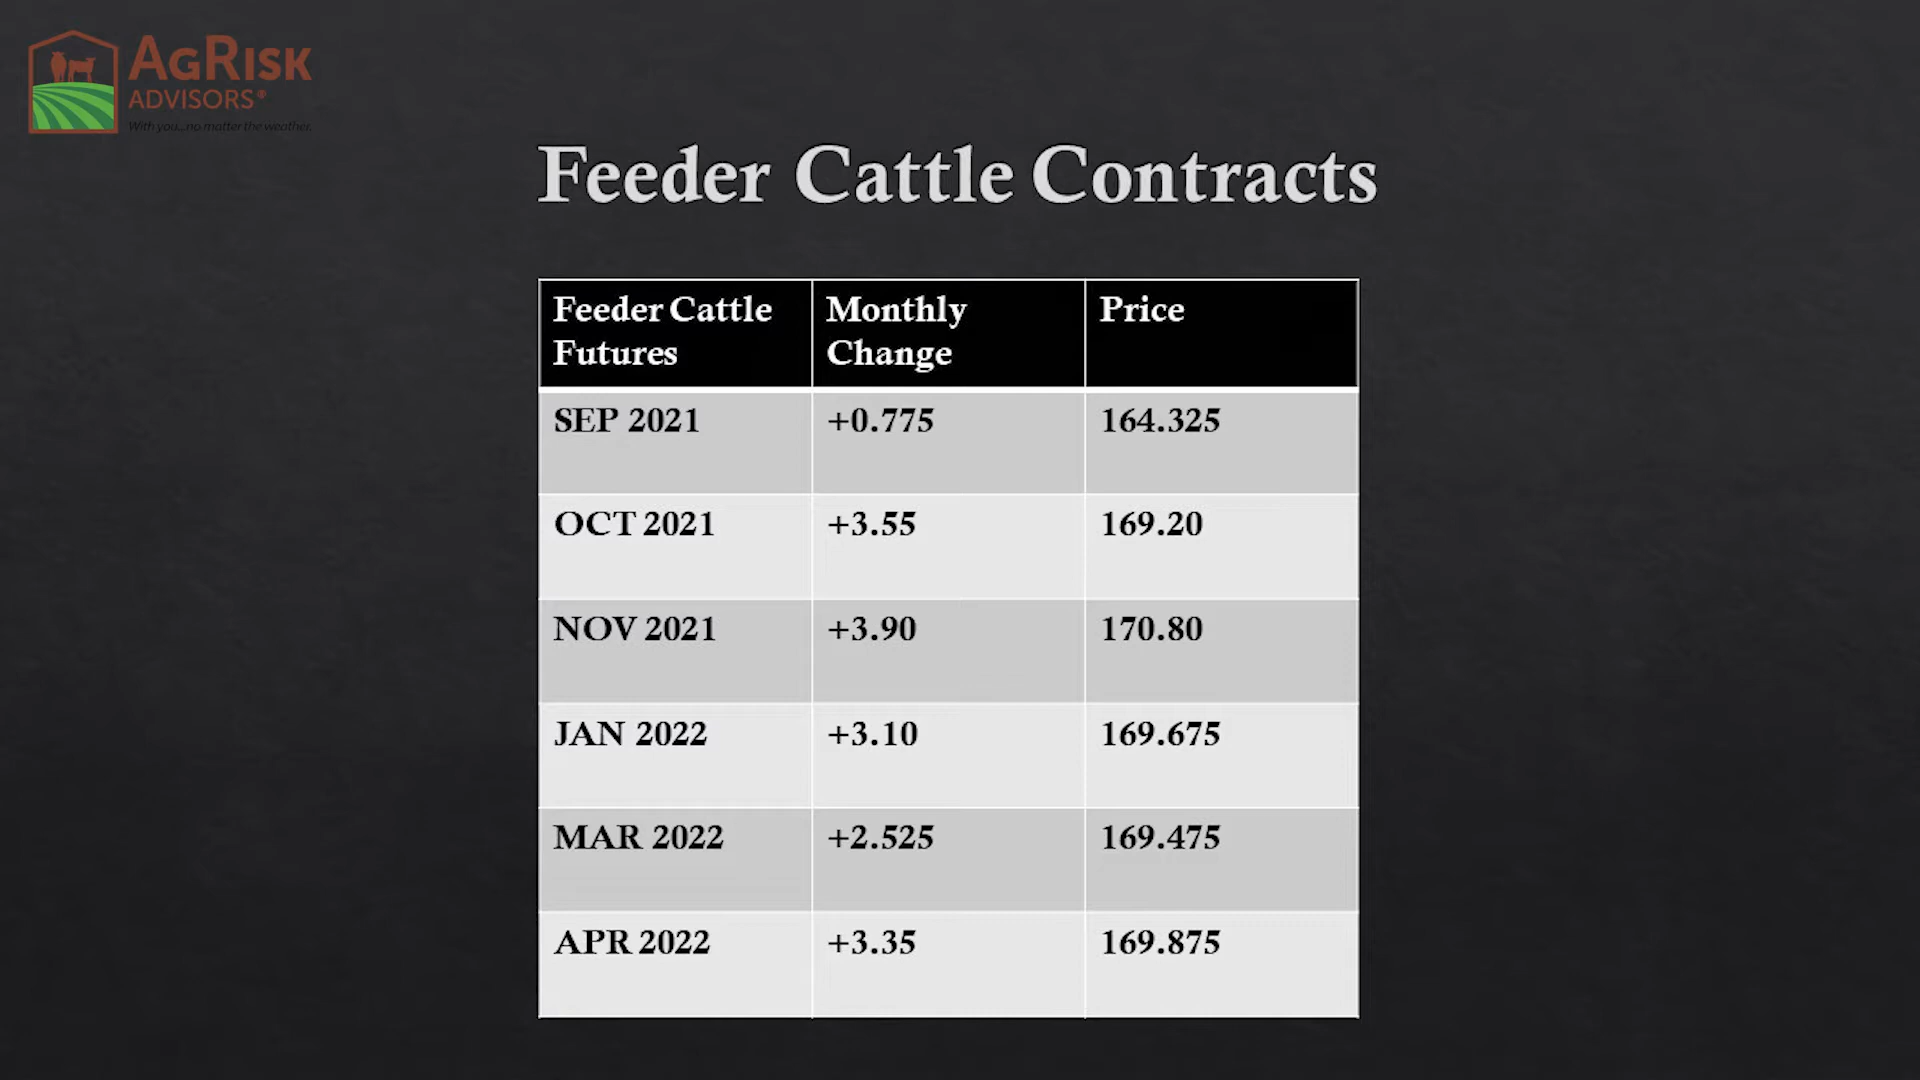 AGRISK
ADVISORS®
With you...no matter the weather.
Feeder Cattle Contracts
Feeder Cattle Futures | Monthly Change | Price
SEP 2021 | +0.775 | 164.325
OCT 2021 | +3.55 | 169.20
NOV 2021 | +3.90 | 170.80
JAN 2022 | +3.10 | 169.675
MAR 2022 | +2.525 | 169.475
APR 2022 | +3.35 | 169.875